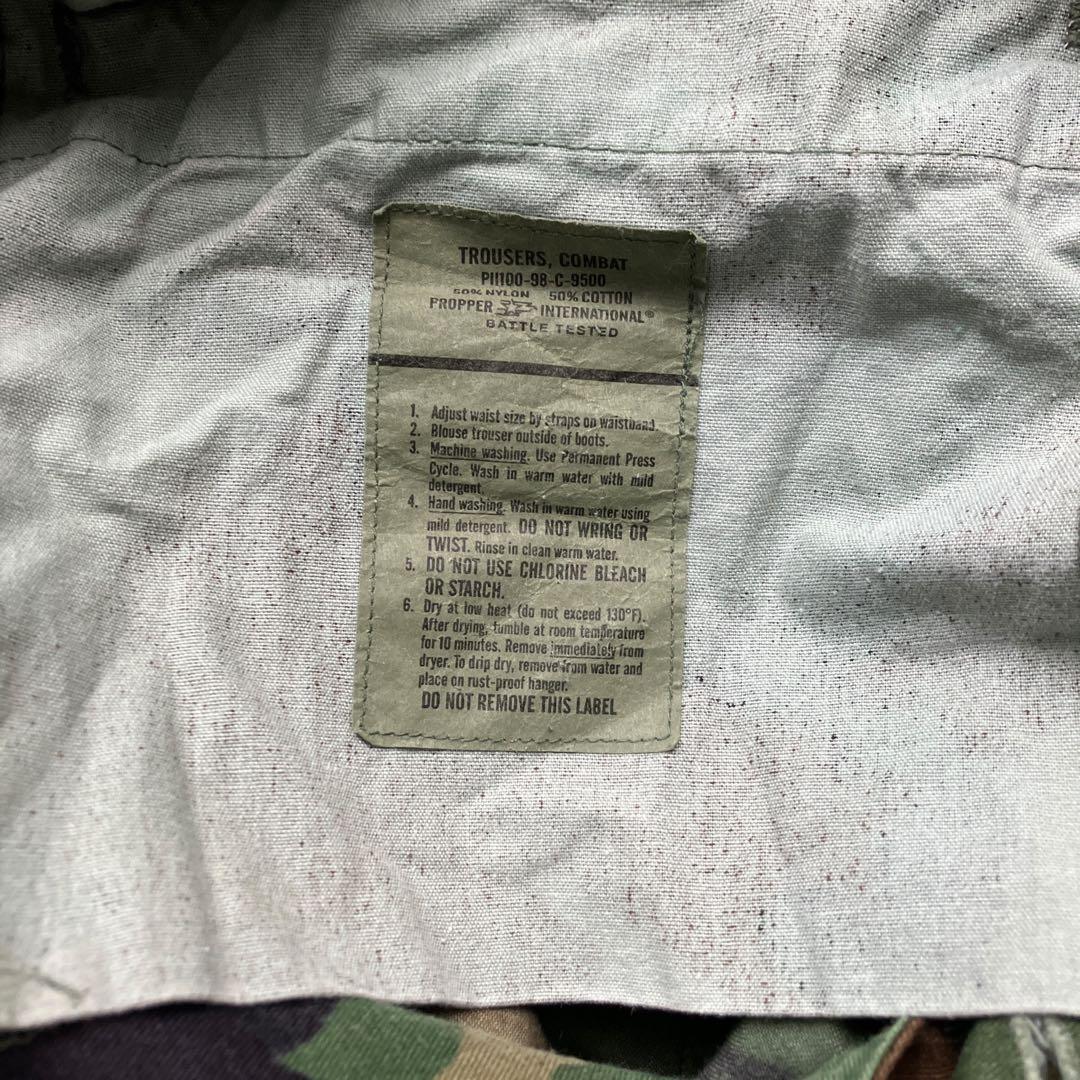 TROUSERS, COMBAT
PI1100-98-C-9500
50% NYLON 50% COTTON
PROPPER INTERNATIONAL®
BATTLE TESTED
1. Adjust waist size by straps on waistband.
2. Blouse trouser outside of boots.
3. Machine washing. Use Permanent Press
Cycle. Wash in warm water with mild
detergent.
4. Hand washing. Wash in warm water using
mild detergent. DO NOT WRING OR
TWIST. Rinse in clean warm water.
5. DO NOT USE CHLORINE BLEACH
OR STARCH.
6. Dry at low heat (do not exceed 130°F).
After drying, tumble at room temperature
for 10 minutes. Remove immediately from
dryer. To drip dry, remove from water and
place on rust-proof hanger.
DO NOT REMOVE THIS LABEL